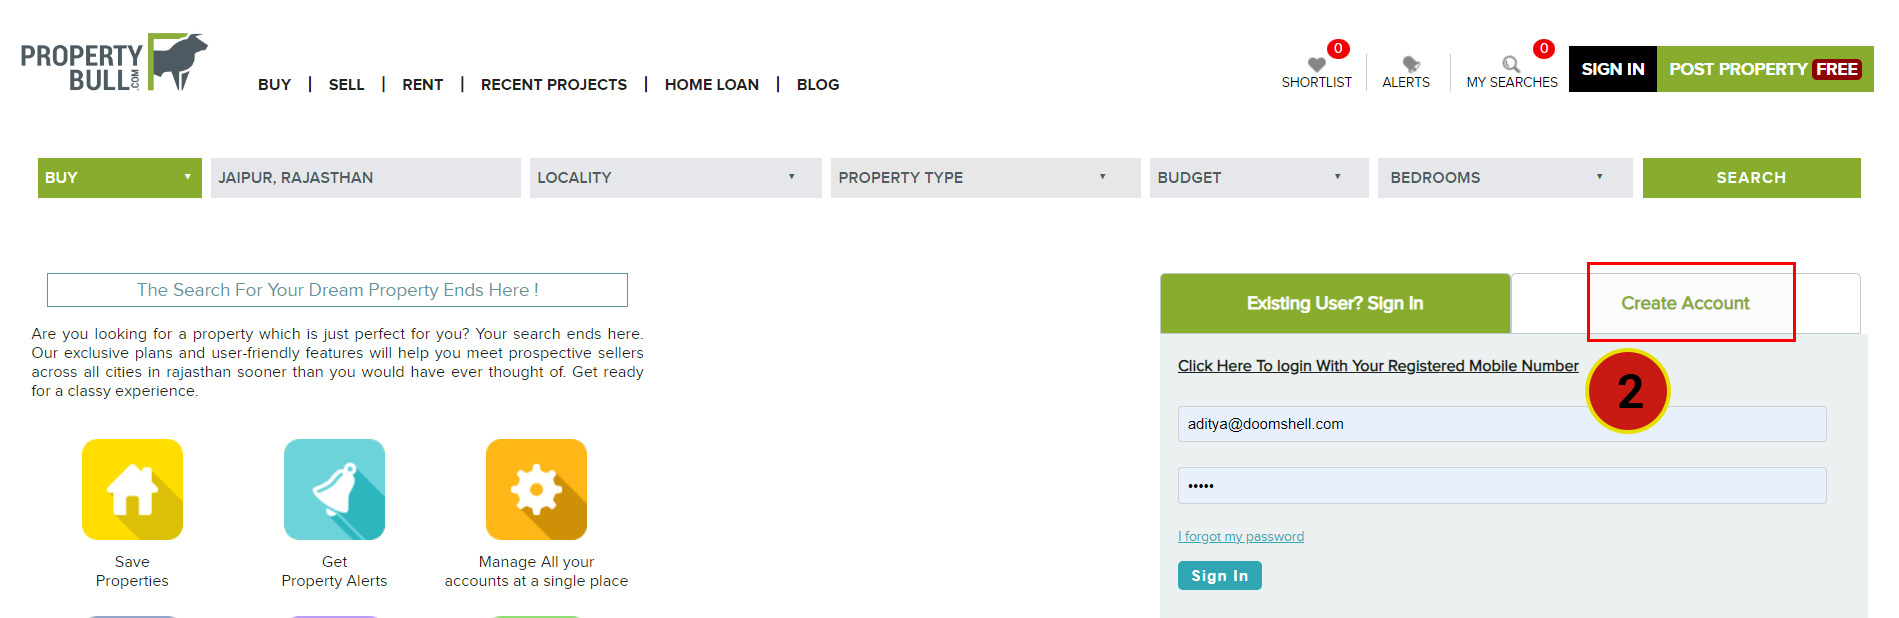 PROPERTY
BULL.COM
BUY | SELL | RENT | RECENT PROJECTS | HOME LOAN | BLOG
0
SHORTLIST
ALERTS
0
MY SEARCHES
SIGN IN
POST PROPERTY FREE
BUY
JAIPUR, RAJASTHAN
LOCALITY
PROPERTY TYPE
BUDGET
BEDROOMS
SEARCH
The Search For Your Dream Property Ends Here !
Are you looking for a property which is just perfect for you? Your search ends here.
Our exclusive plans and user-friendly features will help you meet prospective sellers
across all cities in rajasthan sooner than you would have ever thought of. Get ready
for a classy experience.
Save
Properties
Get
Property Alerts
Manage All your
accounts at a single place
Existing User? Sign In
Create Account
Click Here To login With Your Registered Mobile Number
2
aditya@doomshell.com
•••••
I forgot my password
Sign In